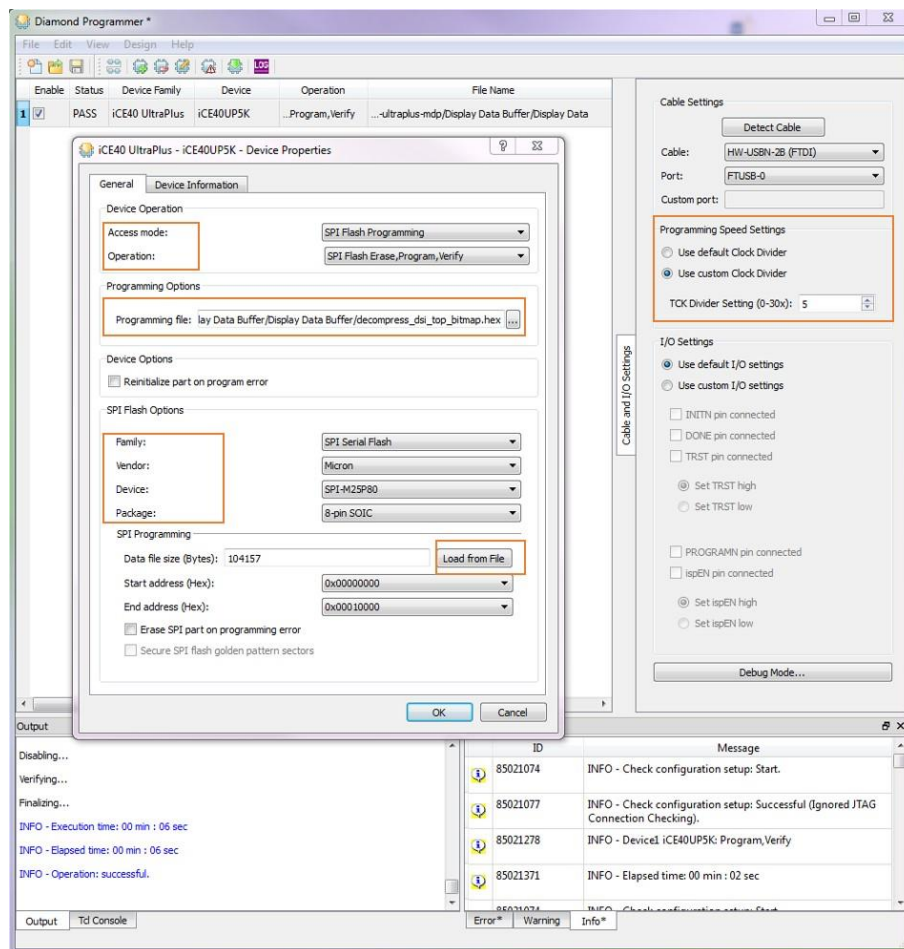 Diamond Programmer *
File Edit View Design Help
LOG
Enable Status Device Family Device Operation File Name
1 PASS iCE40 UltraPlus iCE40UP5K ...Program,Verify ...-ultraplus-mdp/Display Data Buffer/Display Data
iCE40 UltraPlus - iCE40UP5K - Device Properties
General Device Information
Device Operation
Access mode: SPI Flash Programming
Operation: SPI Flash Erase,Program,Verify
Programming Options
Programming file: lay Data Buffer/Display Data Buffer/decompress_dsi_top_bitmap.hex ...
Device Options
Reinitialize part on program error
SPI Flash Options
Family: SPI Serial Flash
Vendor: Micron
Device: SPI-M25P80
Package: 8-pin SOIC
SPI Programming
Data file size (Bytes): 104157 Load from File
Start address (Hex): 0x00000000
End address (Hex): 0x00010000
Erase SPI part on programming error
Secure SPI flash golden pattern sectors
OK Cancel
Cable and I/O Settings
Cable Settings
Detect Cable
Cable: HW-USBN-2B (FTDI)
Port: FTUSB-0
Custom port:
Programming Speed Settings
Use default Clock Divider
Use custom Clock Divider
TCK Divider Setting (0-30x): 5
I/O Settings
Use default I/O settings
Use custom I/O settings
INITN pin connected
DONE pin connected
TRST pin connected
Set TRST high
Set TRST low
PROGRAMN pin connected
ispEN pin connected
Set ispEN high
Set ispEN low
Debug Mode...
Output
Disabling...
Verifying...
Finalizing...
INFO - Execution time: 00 min : 06 sec
INFO - Elapsed time: 00 min : 06 sec
INFO - Operation: successful.
Output Tcl Console
ID Message
85021074 INFO - Check configuration setup: Start.
85021077 INFO - Check configuration setup: Successful (Ignored JTAG
Connection Checking).
85021278 INFO - Device1 iCE40UP5K: Program,Verify
85021371 INFO - Elapsed time: 00 min : 02 sec
85021074 INFO - Check configuration setup: Start.
Error* Warning Info*